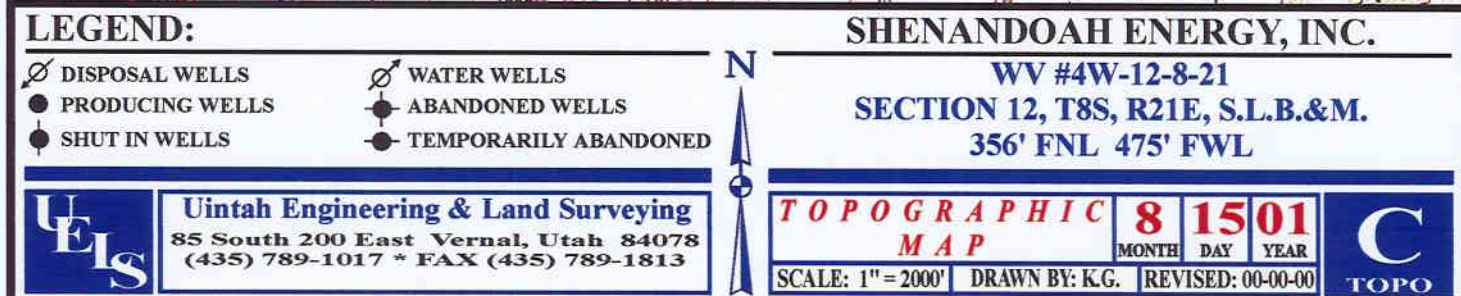 LEGEND:
DISPOSAL WELLS
PRODUCING WELLS
SHUT IN WELLS
WATER WELLS
ABANDONED WELLS
TEMPORARILY ABANDONED
N
SHENANDOAH ENERGY, INC.
WV #4W-12-8-21
SECTION 12, T8S, R21E, S.L.B.&M.
356' FNL 475' FWL
UELS
Uintah Engineering & Land Surveying
85 South 200 East Vernal, Utah 84078
(435) 789-1017 * FAX (435) 789-1813
TOPOGRAPHIC
MAP
8 15 01
MONTH DAY YEAR
SCALE: 1" = 2000' DRAWN BY: K.G. REVISED: 00-00-00
C
TOPO